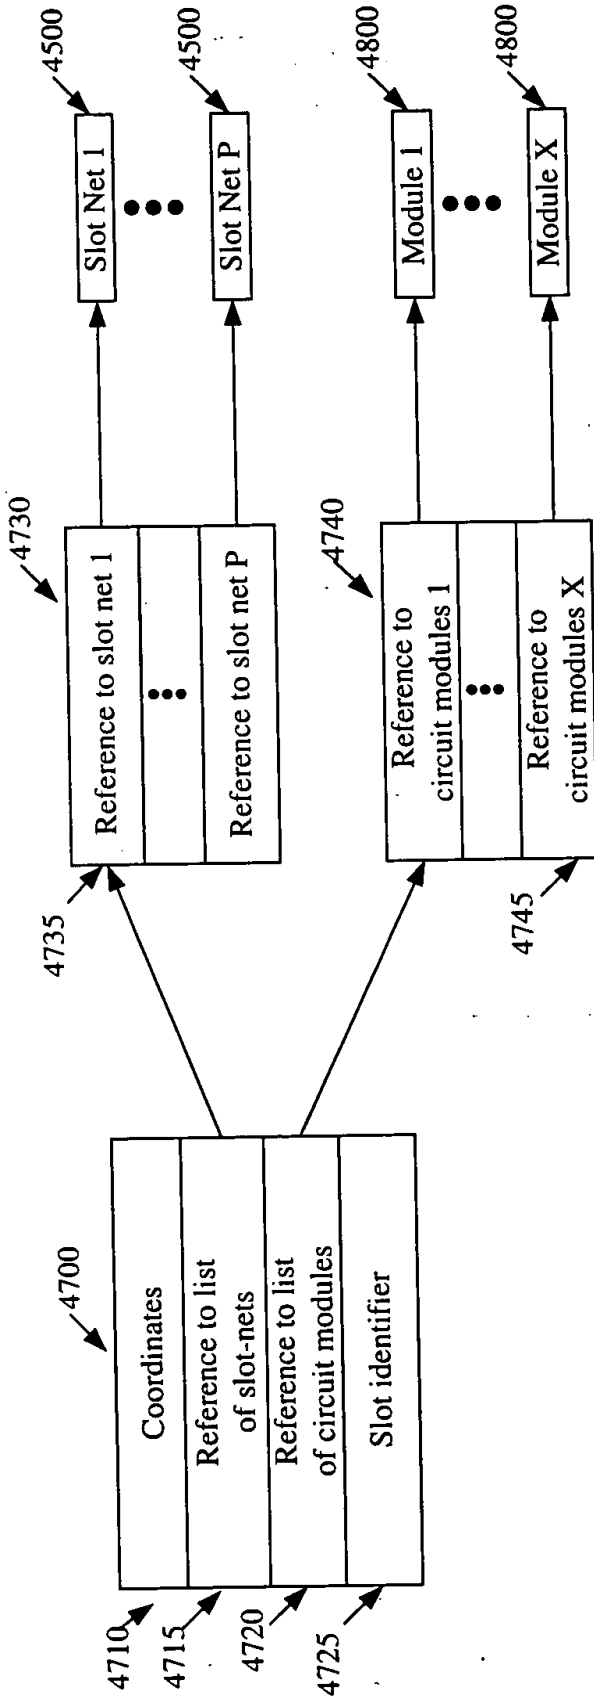 4700
4710
Coordinates
4715
Reference to list
of slot-nets
4720
Reference to list
of circuit modules
4725
Slot identifier
4730
4735
Reference to slot net 1
Reference to slot net P
4740
Reference to
circuit modules 1
4745
Reference to
circuit modules X
4500
Slot Net 1
4500
Slot Net P
4800
Module 1
4800
Module X